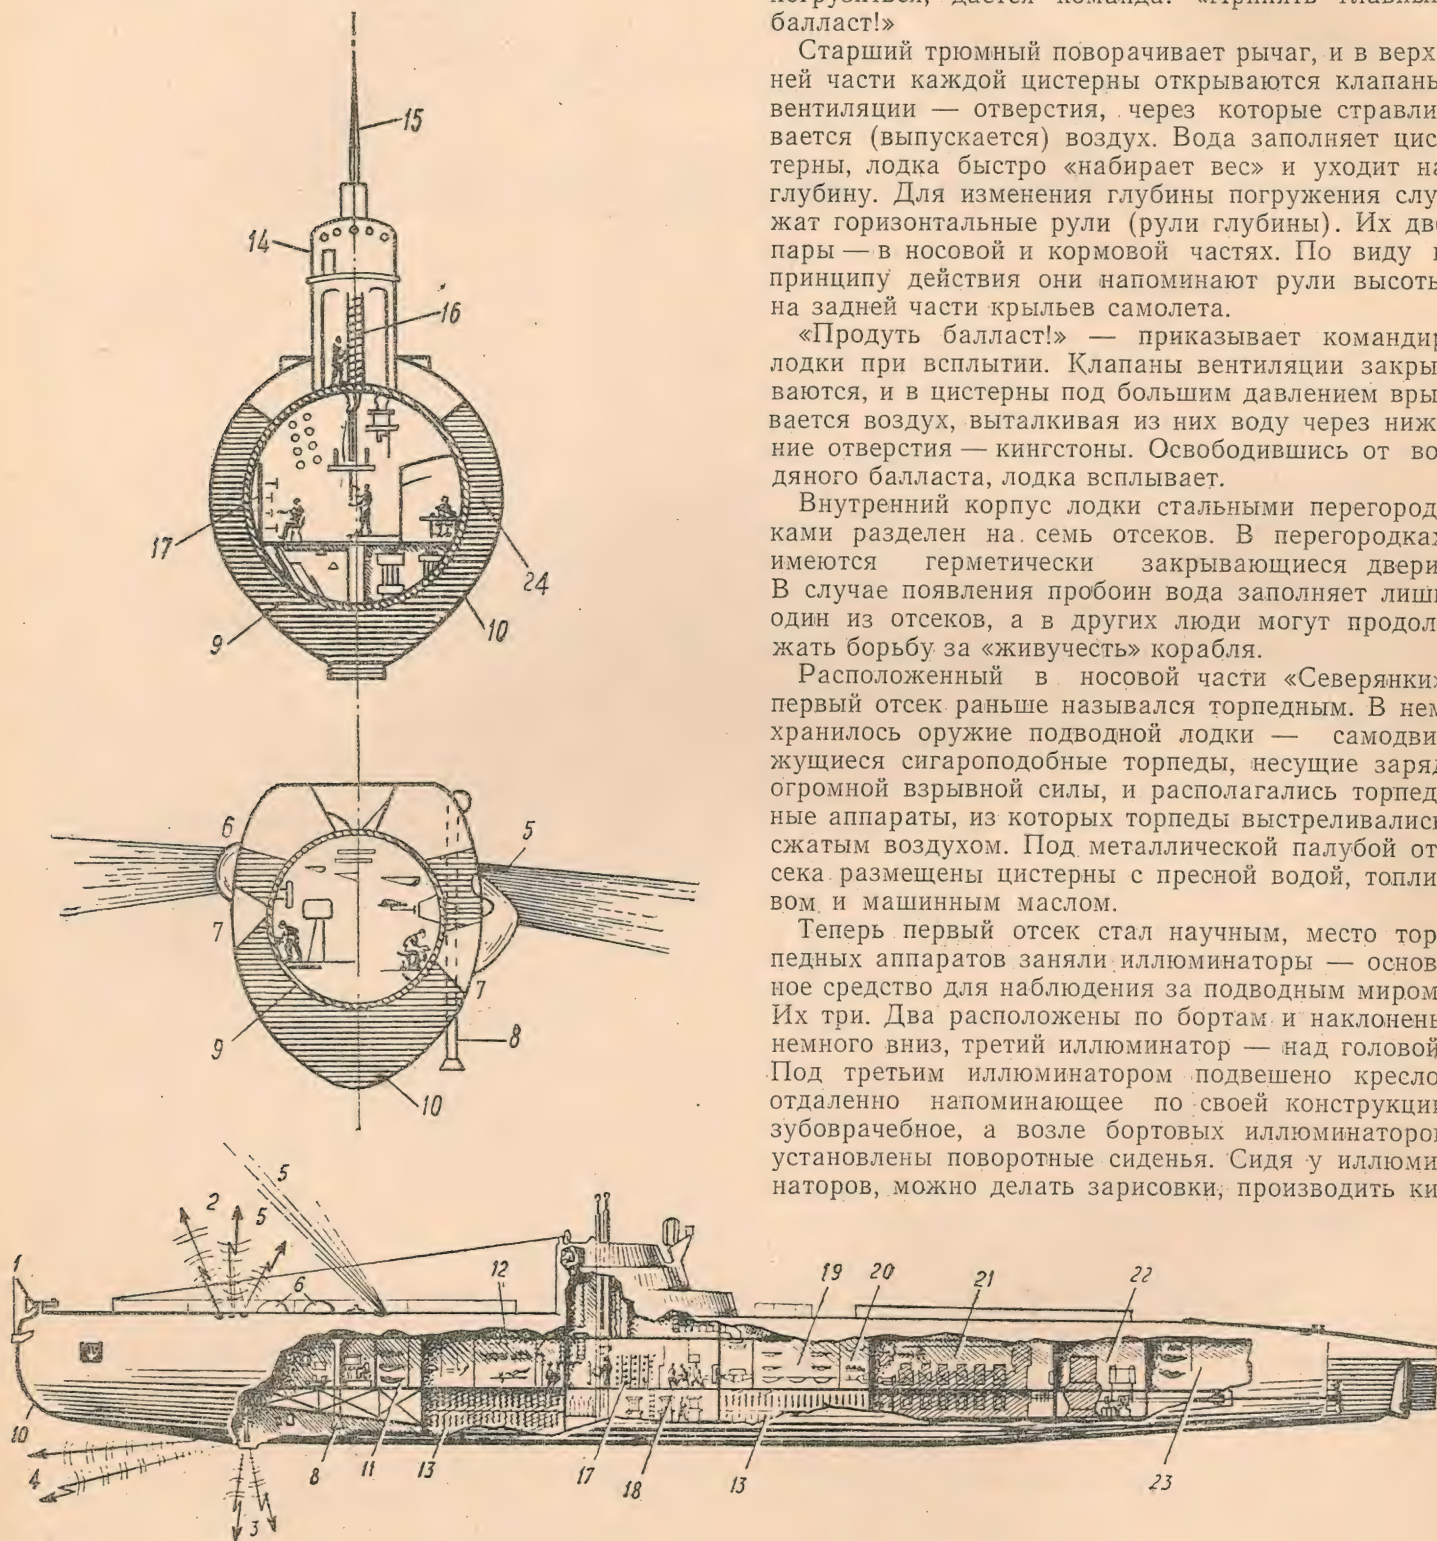 балласт!»
Старший трюмный поворачивает рычаг, и в верх-
ней части каждой цистерны открываются клапаны
вентиляции — отверстия, через которые стравли-
вается (выпускается) воздух. Вода заполняет цис-
терны, лодка быстро «набирает вес» и уходит на
глубину. Для изменения глубины погружения слу-
жат горизонтальные рули (рули глубины). Их две
пары — в носовой и кормовой частях. По виду и
принципу действия они напоминают рули высоты
на задней части крыльев самолета.
«Продуть балласт!» — приказывает командир
лодки при всплытии. Клапаны вентиляции закры-
ваются, и в цистерны под большим давлением вры-
вается воздух, выталкивая из них воду через ниж-
ние отверстия — кингстоны. Освободившись от во-
дяного балласта, лодка всплывает.
Внутренний корпус лодки стальными перегород-
ками разделен на семь отсеков. В перегородках
имеются герметически закрывающиеся двери.
В случае появления пробоин вода заполняет лишь
один из отсеков, а в других люди могут продол-
жать борьбу за «живучесть» корабля.
Расположенный в носовой части «Северянки»
первый отсек раньше назывался торпедным. В нем
хранилось оружие подводной лодки — самодви-
жущиеся сигароподобные торпеды, несущие заряд
огромной взрывной силы, и располагались торпед-
ные аппараты, из которых торпеды выстреливались
сжатым воздухом. Под металлической палубой от-
сека размещены цистерны с пресной водой, топли-
вом и машинным маслом.
Теперь первый отсек стал научным, место тор-
педных аппаратов заняли иллюминаторы — основ-
ное средство для наблюдения за подводным миром.
Их три. Два расположены по бортам и наклонены
немного вниз, третий иллюминатор — над головой.
Под третьим иллюминатором подвешено кресло,
отдаленно напоминающее по своей конструкции
зубоврачебное, а возле бортовых иллюминаторов
установлены поворотные сиденья. Сидя у иллюми-
наторов, можно делать зарисовки, производить ки-
15
14
16
17
24
9
10
6
5
7
7
9
8
10
5
2
5
1
6
12
19
20
21
22
10
4
3
8
11
13
17
18
13
23